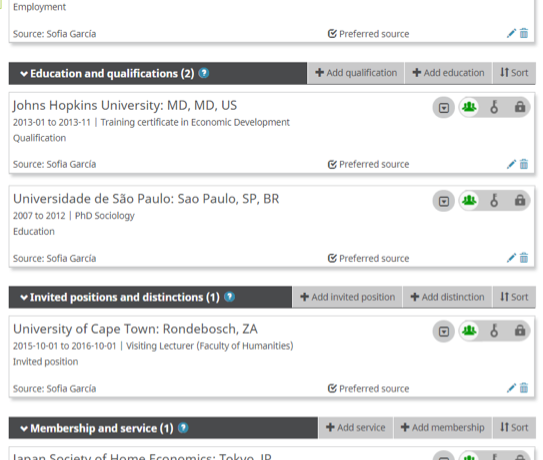 Employment
Source: Sofia García Preferred source
Education and qualifications (2) ? Add qualification Add education Sort
Johns Hopkins University: MD, MD, US
2013-01 to 2013-11 | Training certificate in Economic Development
Qualification
Source: Sofia García Preferred source
Universidade de São Paulo: Sao Paulo, SP, BR
2007 to 2012 | PhD Sociology
Education
Source: Sofia García Preferred source
Invited positions and distinctions (1) ? Add invited position Add distinction Sort
University of Cape Town: Rondebosch, ZA
2015-10-01 to 2016-10-01 | Visiting Lecturer (Faculty of Humanities)
Invited position
Source: Sofia García Preferred source
Membership and service (1) ? Add service Add membership Sort
Japan Society of Home Economics: Tokyo, JP